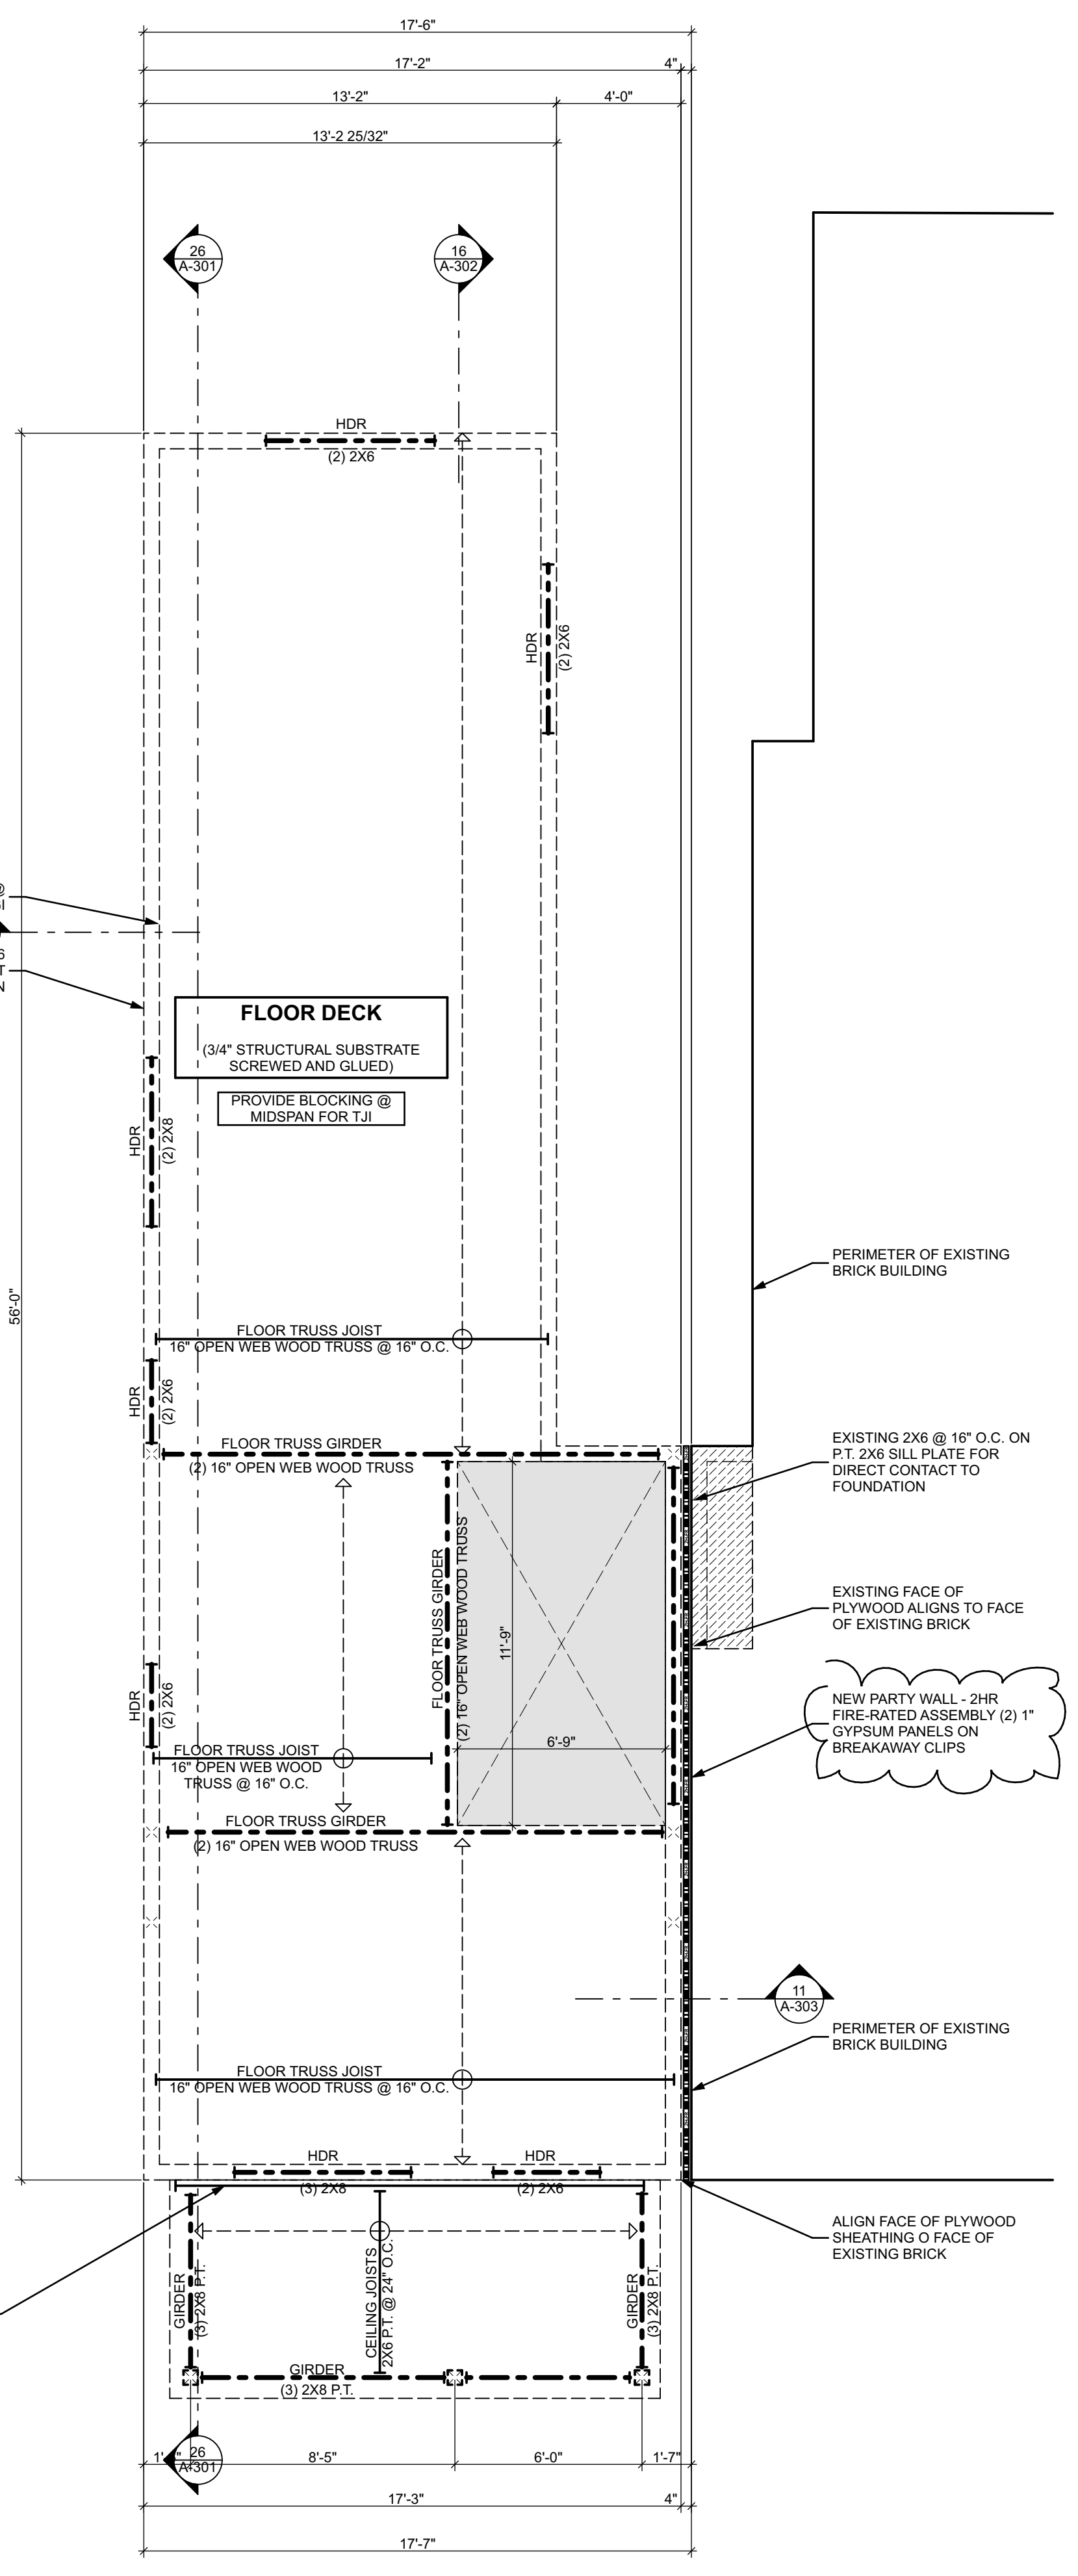 17'-6"
17'-2"
4"
13'-2"
4'-0"
13'-2 25/32"
26
A-301
16
A-302
HDR
(2) 2X6
HDR
(2) 2X6
@
FLOOR DECK
(3/4" STRUCTURAL SUBSTRATE
SCREWED AND GLUED)
PROVIDE BLOCKING @
MIDSPAN FOR TJI
HDR
(2) 2X8
PERIMETER OF EXISTING
BRICK BUILDING
56'-0"
FLOOR TRUSS JOIST
16" OPEN WEB WOOD TRUSS @ 16" O.C.
HDR
(2) 2X6
FLOOR TRUSS GIRDER
(2) 16" OPEN WEB WOOD TRUSS
EXISTING 2X6 @ 16" O.C. ON
P.T. 2X6 SILL PLATE FOR
DIRECT CONTACT TO
FOUNDATION
FLOOR TRUSS GIRDER
(2) 16" OPEN WEB WOOD TRUSS
11'-9"
EXISTING FACE OF
PLYWOOD ALIGNS TO FACE
OF EXISTING BRICK
HDR
(2) 2X6
NEW PARTY WALL - 2HR
FIRE-RATED ASSEMBLY (2) 1"
GYPSUM PANELS ON
BREAKAWAY CLIPS
6'-9"
FLOOR TRUSS JOIST
16" OPEN WEB WOOD
TRUSS @ 16" O.C.
FLOOR TRUSS GIRDER
(2) 16" OPEN WEB WOOD TRUSS
11
A-303
PERIMETER OF EXISTING
BRICK BUILDING
FLOOR TRUSS JOIST
16" OPEN WEB WOOD TRUSS @ 16" O.C.
HDR
(3) 2X8
HDR
(2) 2X6
ALIGN FACE OF PLYWOOD
SHEATHING O FACE OF
EXISTING BRICK
GIRDER
(3) 2X8 P.T.
CEILING JOISTS
2X6 P.T. @ 24" O.C.
GIRDER
(3) 2X8 P.T.
GIRDER
(3) 2X8 P.T.
26
A-301
8'-5"
6'-0"
1'-7"
17'-3"
4"
17'-7"